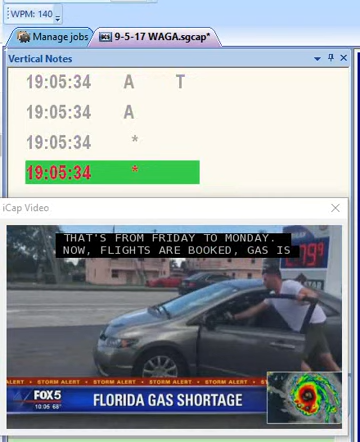 WPM: 140
Manage jobs
9-5-17 WAGA.sgcap*
Vertical Notes
19:05:34 A T
19:05:34 A
19:05:34 *
19:05:34 *
iCap Video
THAT'S FROM FRIDAY TO MONDAY.
NOW, FLIGHTS ARE BOOKED, GAS IS
ALERT • STORM ALERT • STORM ALERT • STORM ALERT
FOX5
10:06 68°
FLORIDA GAS SHORTAGE